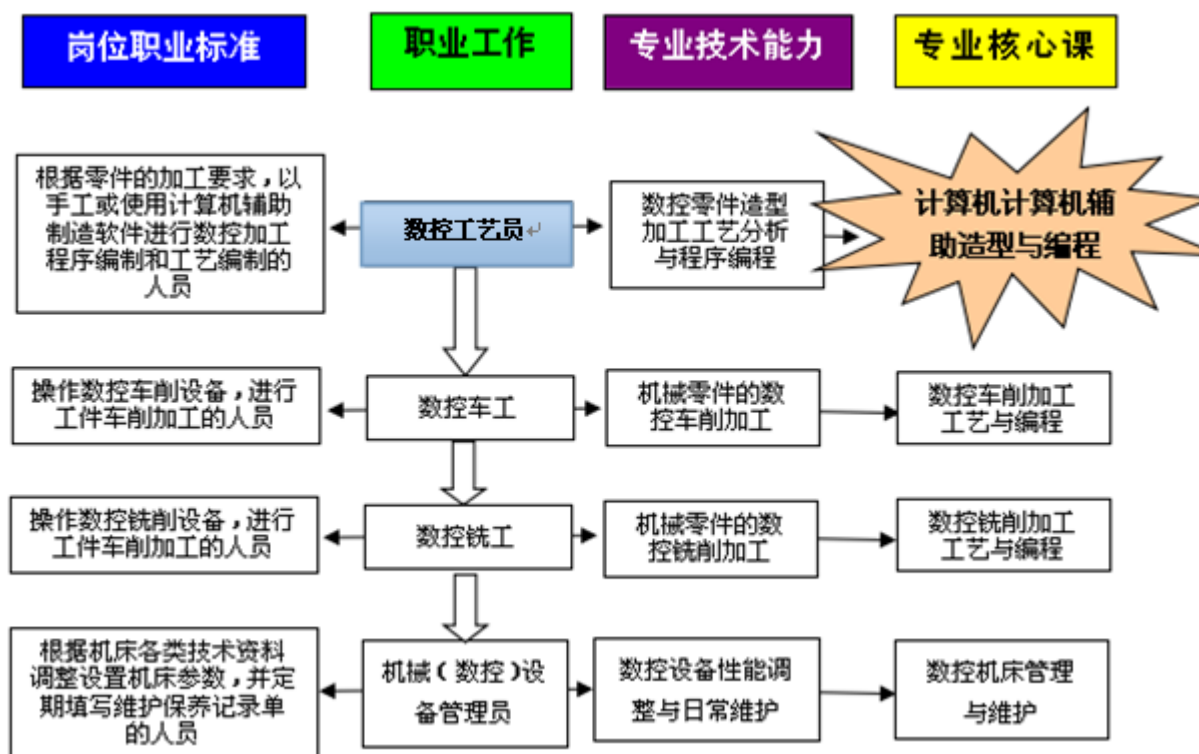 岗位职业标准
职业工作
专业技术能力
专业核心课
根据零件的加工要求，以
手工或使用计算机辅助
制造软件进行数控加工
程序编制和工艺编制的
人员
数控工艺员
数控零件造型
加工工艺分析
与程序编程
计算机计算机辅
助造型与编程
操作数控车削设备，进行
工件车削加工的人员
数控车工
机械零件的数
控车削加工
数控车削加工
工艺与编程
操作数控铣削设备，进行
工件车削加工的人员
数控铣工
机械零件的数
控铣削加工
数控铣削加工
工艺与编程
根据机床各类技术资料
调整设置机床参数，并定
期填写维护保养记录单
的人员
机械（数控）设
备管理员
数控设备性能调
整与日常维护
数控机床管理
与维护